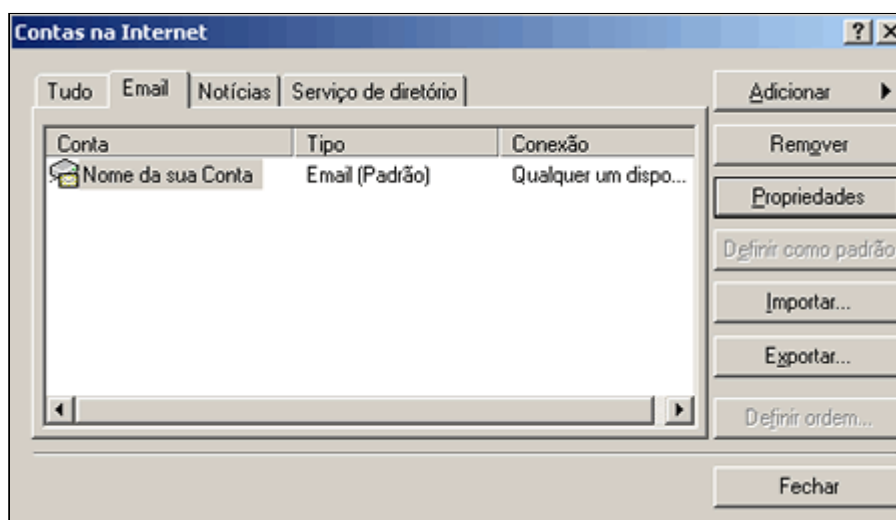 Contas na Internet
Tudo Email Notícias Serviço de diretório
Conta Tipo Conexão
Nome da sua Conta Email (Padrão) Qualquer um dispo...
Adicionar
Remover
Propriedades
Definir como padrão
Importar...
Exportar...
Definir ordem...
Fechar